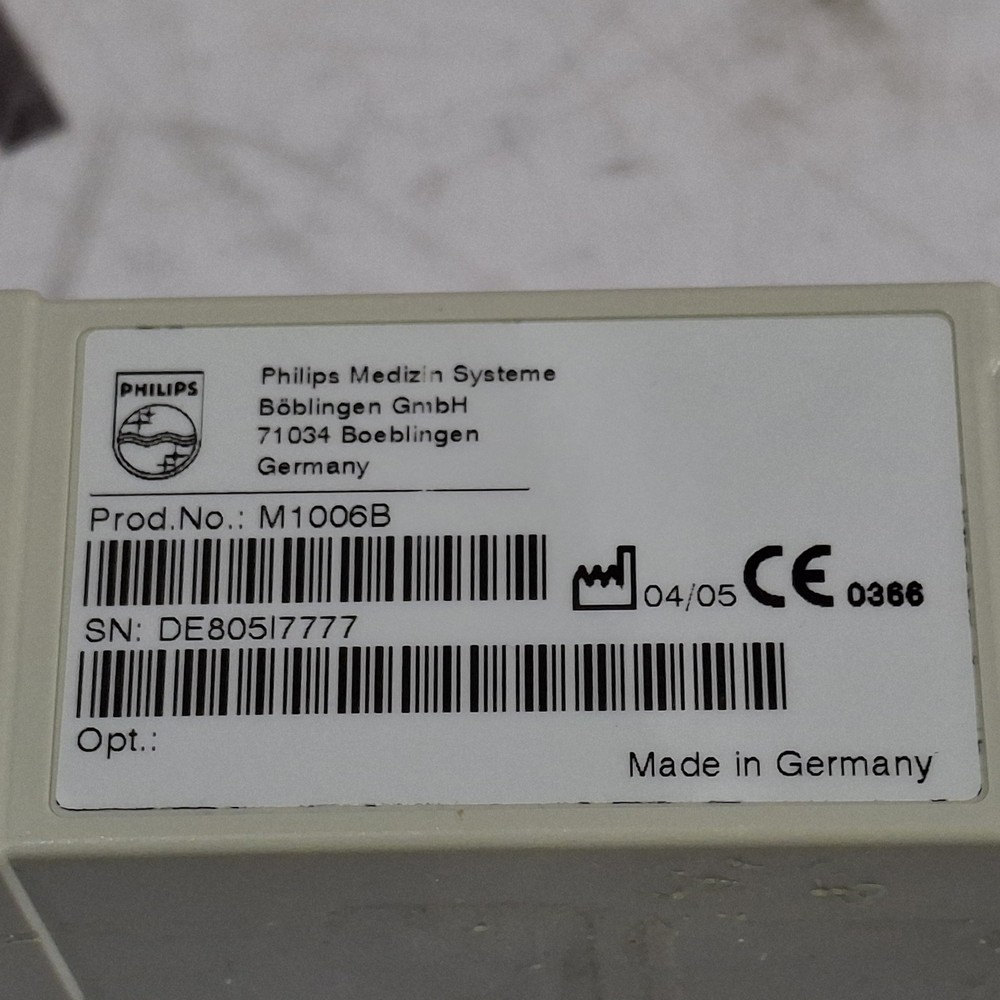 PHILIPS
Philips Medizin Systeme
Böblingen GmbH
71034 Boeblingen
Germany
Prod.No.: M1006B
04/05 CE 0366
SN: DE805I7777
Opt.:
Made in Germany